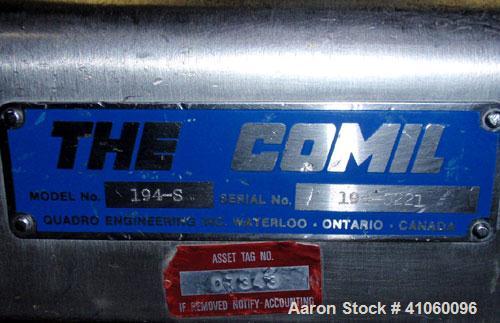 THE COMIL
MODEL No. 194-S SERIAL No.
QUADRO ENGINEERING INC. WATERLOO · ONTARIO · CANADA
ASSET TAG NO.
07343
IF REMOVED NOTIFY ACCOUNTING
Aaron Stock # 41060096